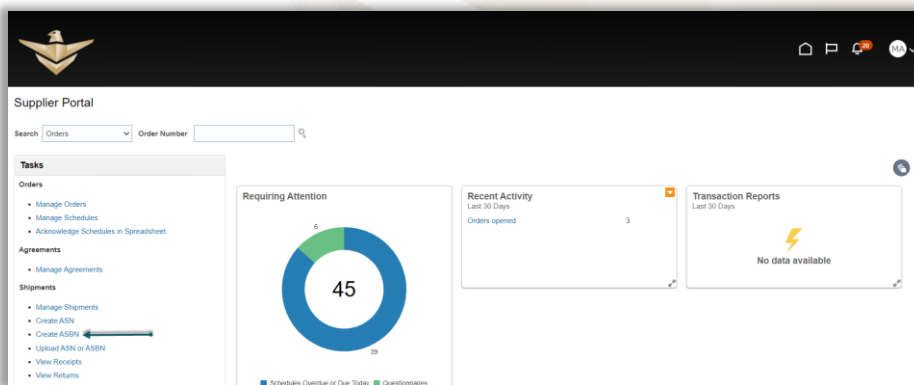 20
MA
Supplier Portal
Search Orders Order Number
Tasks
Orders
Manage Orders
Manage Schedules
Acknowledge Schedules in Spreadsheet
Agreements
Manage Agreements
Shipments
Manage Shipments
Create ASN
Create ASBN
Upload ASN or ASBN
View Receipts
View Returns
Requiring Attention
6
45
39
Schedules Overdue or Due Today Questionnaires
Recent Activity
Last 30 Days
Orders opened 3
Transaction Reports
Last 30 Days
No data available